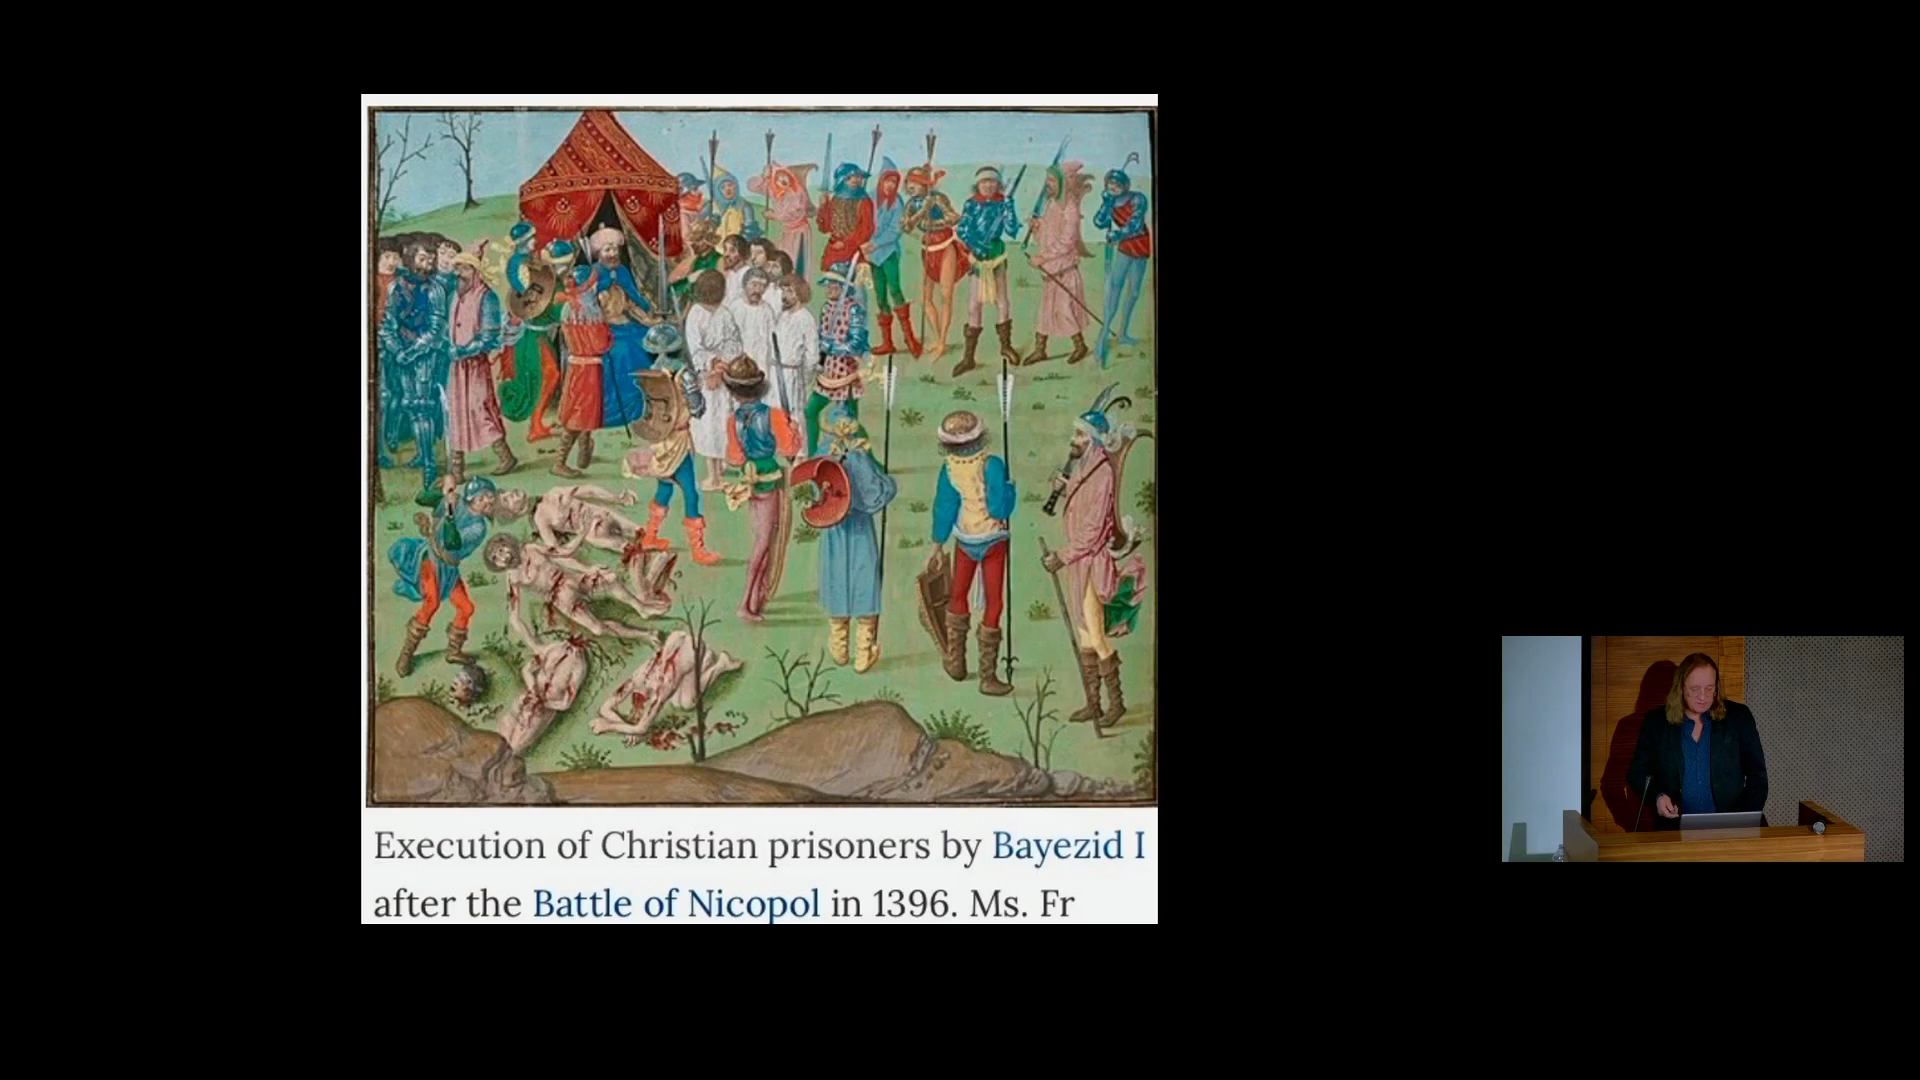 Execution of Christian prisoners by Bayezid I
after the Battle of Nicopol in 1396. Ms. Fr